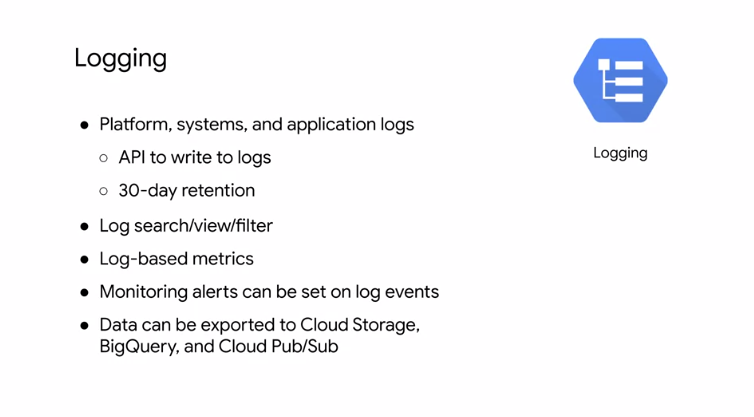 Logging
● Platform, systems, and application logs
○ API to write to logs
○ 30-day retention
● Log search/view/filter
● Log-based metrics
● Monitoring alerts can be set on log events
● Data can be exported to Cloud Storage,
BigQuery, and Cloud Pub/Sub
Logging